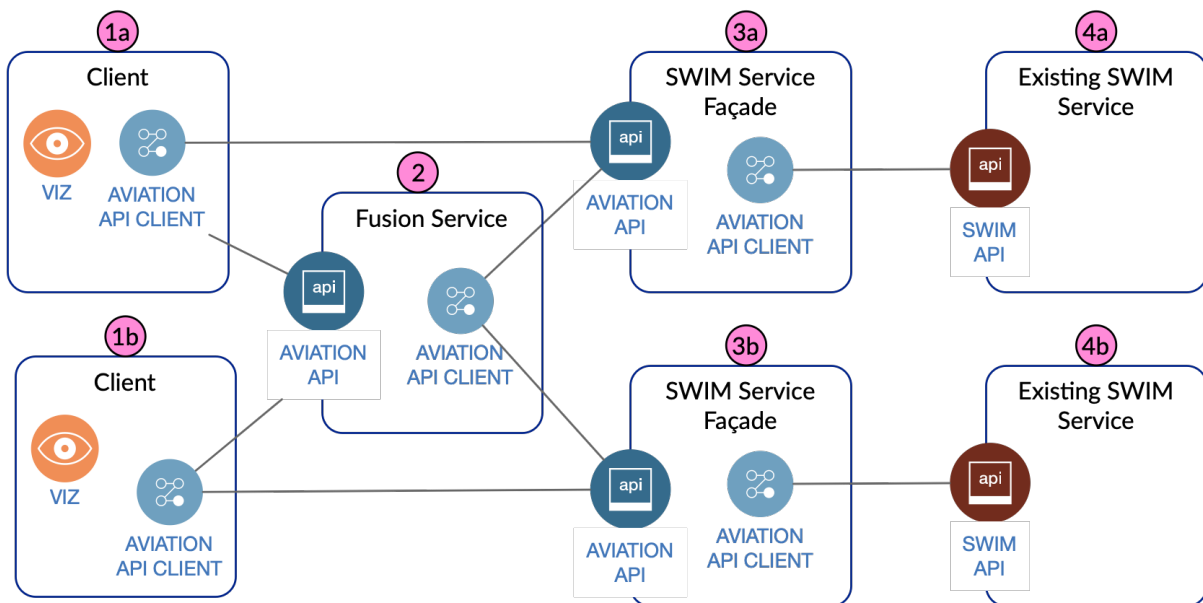 1a
Client
VIZ
AVIATION
API CLIENT
2
Fusion Service
api
AVIATION
API
AVIATION
API CLIENT
3a
SWIM Service
Façade
api
AVIATION
API
AVIATION
API CLIENT
4a
Existing SWIM
Service
api
SWIM
API
1b
Client
VIZ
AVIATION
API CLIENT
3b
SWIM Service
Façade
api
AVIATION
API
AVIATION
API CLIENT
4b
Existing SWIM
Service
api
SWIM
API